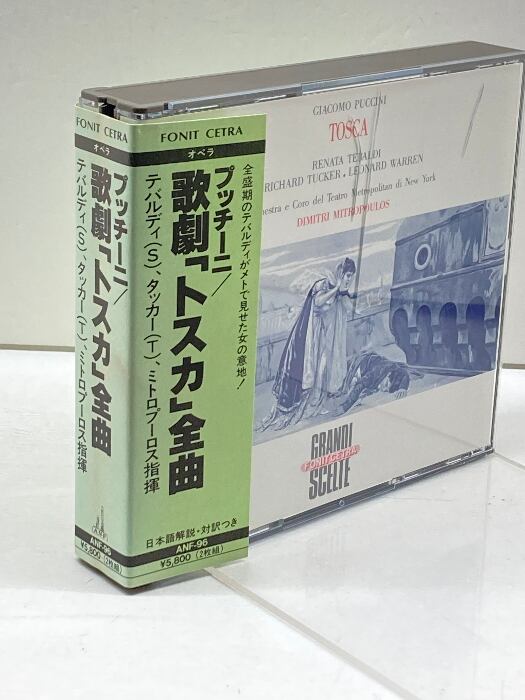 FONIT CETRA
オペラ
プッチーニ/
歌劇「トスカ」全曲
テバルディ(S)、タッカー(T)、ミトロプーロス指揮
ANF-96
¥5,800(2枚組)
FONIT CETRA
オペラ
全盛期のテバルディがメトで見せた女の意地!
プッチーニ/
歌劇「トスカ」全曲
テバルディ(S)、タッカー(T)、ミトロプーロス指揮
日本語解説・対訳つき
ANF-96
¥5,800(2枚組)
GIACOMO PUCCINI
TOSCA
RENATA TEBALDI
RICHARD TUCKER · LEONARD WARREN
e Coro del Teatro Metropolitan di New York
DIMITRI MITROPOULOS
GRANDI
FONIT CETRA
SCELTE